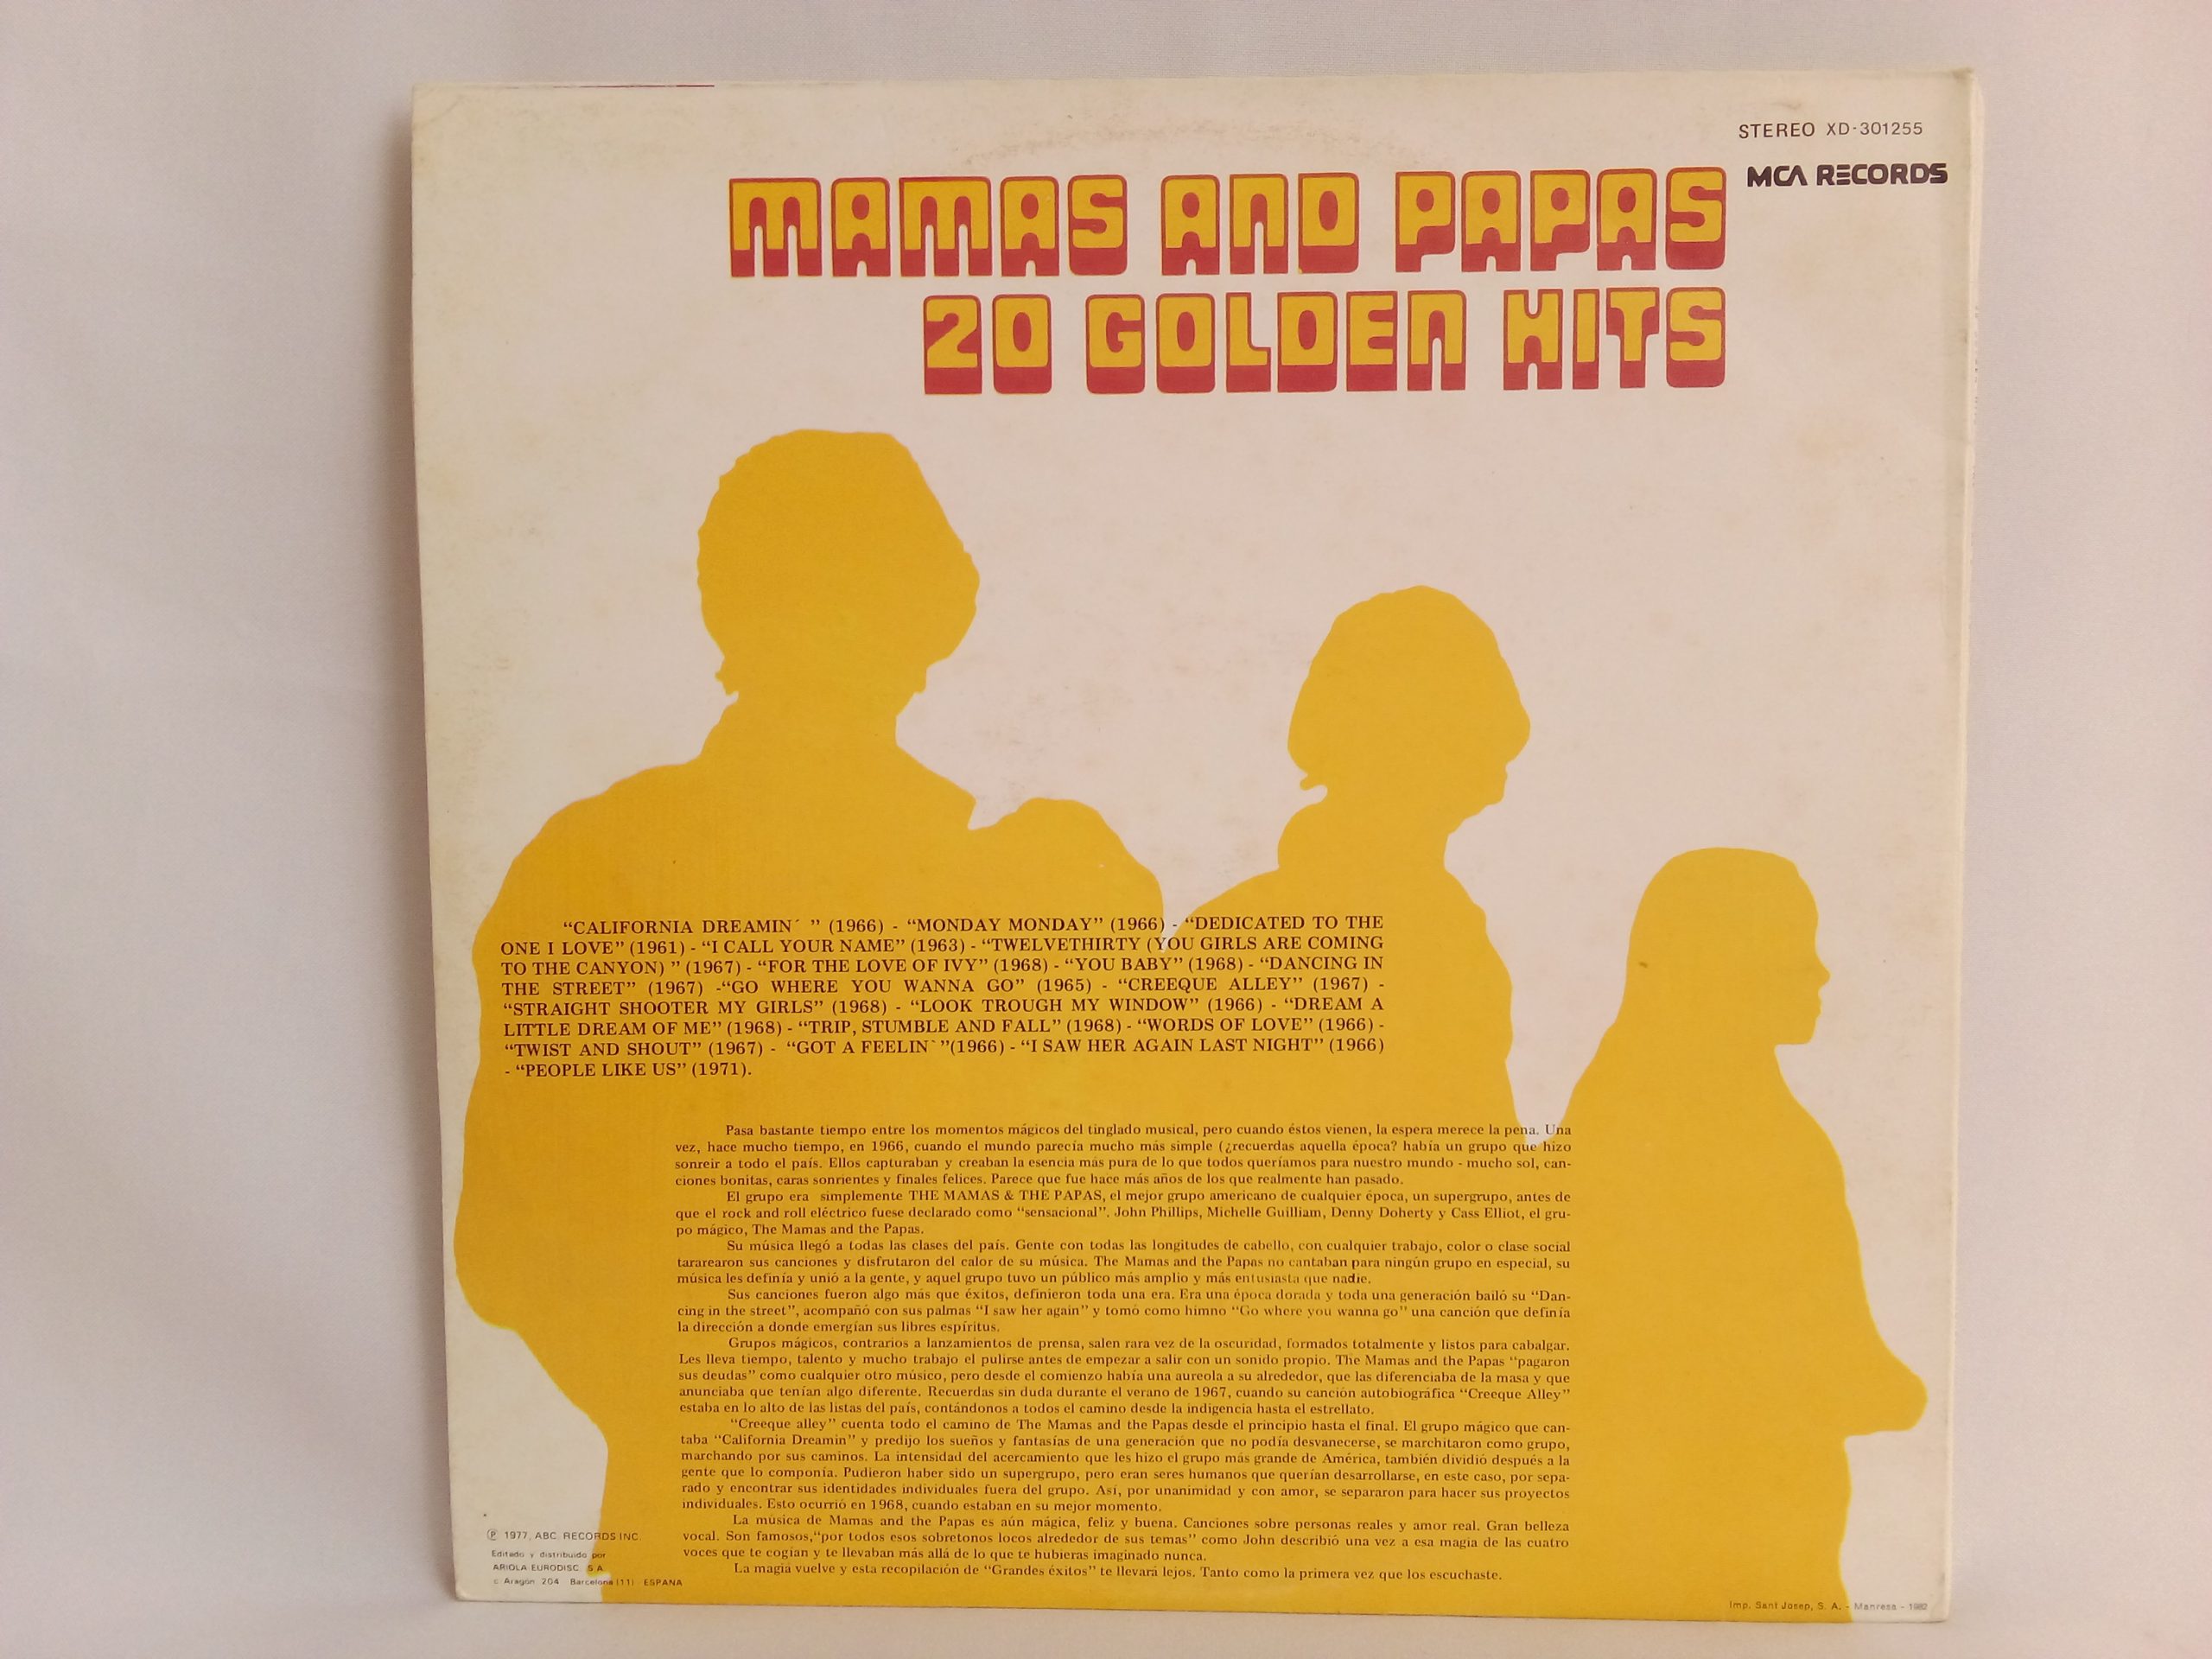 STEREO XD-301255
MCA RECORDS
MAMAS AND PAPAS
20 GOLDEN HITS
“CALIFORNIA DREAMIN´ ” (1966) - “MONDAY MONDAY” (1966) - “DEDICATED TO THE
ONE I LOVE” (1961) - “I CALL YOUR NAME” (1963) - “TWELVETHIRTY (YOU GIRLS ARE COMING
TO THE CANYON) ” (1967) - “FOR THE LOVE OF IVY” (1968) - “YOU BABY” (1968) - “DANCING IN
THE STREET” (1967) -“GO WHERE YOU WANNA GO” (1965) - “CREEQUE ALLEY” (1967) -
“STRAIGHT SHOOTER MY GIRLS” (1968) - “LOOK TROUGH MY WINDOW” (1966) - “DREAM A
LITTLE DREAM OF ME” (1968) - “TRIP, STUMBLE AND FALL” (1968) - “WORDS OF LOVE” (1966) -
“TWIST AND SHOUT” (1967) - “GOT A FEELIN`”(1966) - “I SAW HER AGAIN LAST NIGHT” (1966)
- “PEOPLE LIKE US” (1971).
Pasa bastante tiempo entre los momentos mágicos del tinglado musical, pero cuando éstos vienen, la espera merece la pena. Una
vez, hace mucho tiempo, en 1966, cuando el mundo parecía mucho más simple (¿recuerdas aquella época? había un grupo que hizo
sonreir a todo el país. Ellos capturaban y creaban la esencia más pura de lo que todos queríamos para nuestro mundo - mucho sol, can-
ciones bonitas, caras sonrientes y finales felices. Parece que fue hace más años de los que realmente han pasado.
El grupo era simplemente THE MAMAS & THE PAPAS, el mejor grupo americano de cualquier época, un supergrupo, antes de
que el rock and roll eléctrico fuese declarado como “sensacional”. John Phillips, Michelle Guilliam, Denny Doherty y Cass Elliot, el gru-
po mágico, The Mamas and the Papas.
Su música llegó a todas las clases del país. Gente con todas las longitudes de cabello, con cualquier trabajo, color o clase social
tararearon sus canciones y disfrutaron del calor de su música. The Mamas and the Papas no cantaban para ningún grupo en especial, su
música les definía y unió a la gente, y aquel grupo tuvo un público más amplio y más entusiasta que nadie.
Sus canciones fueron algo más que éxitos, definieron toda una era. Era una época dorada y toda una generación bailó su “Dan-
cing in the street”, acompañó con sus palmas “I saw her again” y tomó como himno “Go where you wanna go” una canción que definía
la dirección a donde emergían sus libres espíritus.
Grupos mágicos, contrarios a lanzamientos de prensa, salen rara vez de la oscuridad, formados totalmente y listos para cabalgar.
Les lleva tiempo, talento y mucho trabajo el pulirse antes de empezar a salir con un sonido propio. The Mamas and the Papas “pagaron
sus deudas” como cualquier otro músico, pero desde el comienzo había una aureola a su alrededor, que las diferenciaba de la masa y que
anunciaba que tenían algo diferente. Recuerdas sin duda durante el verano de 1967, cuando su canción autobiográfica “Creeque Alley”
estaba en lo alto de las listas del país, contándonos a todos el camino desde la indigencia hasta el estrellato.
“Creeque alley” cuenta todo el camino de The Mamas and the Papas desde el principio hasta el final. El grupo mágico que can-
taba “California Dreamin” y predijo los sueños y fantasías de una generación que no podía desvanecerse, se marchitaron como grupo,
marchando por sus caminos. La intensidad del acercamiento que les hizo el grupo más grande de América, también dividió después a la
gente que lo componía. Pudieron haber sido un supergrupo, pero eran seres humanos que querían desarrollarse, en este caso, por sepa-
rado y encontrar sus identidades individuales fuera del grupo. Así, por unanimidad y con amor, se separaron para hacer sus proyectos
individuales. Esto ocurrió en 1968, cuando estaban en su mejor momento.
La música de Mamas and the Papas es aún mágica, feliz y buena. Canciones sobre personas reales y amor real. Gran belleza
vocal. Son famosos,“por todos esos sobretonos locos alrededor de sus temas” como John describió una vez a esa magia de las cuatro
voces que te cogían y te llevaban más allá de lo que te hubieras imaginado nunca.
La magia vuelve y esta recopilación de “Grandes éxitos” te llevará lejos. Tanto como la primera vez que los escuchaste.
℗ 1977, ABC RECORDS INC.
Editado y distribuido por
ARIOLA EURODISC S A
c Aragón 204 Barcelona (11) ESPANA
Imp. Sant Josep, S. A. - Manresa - 1982